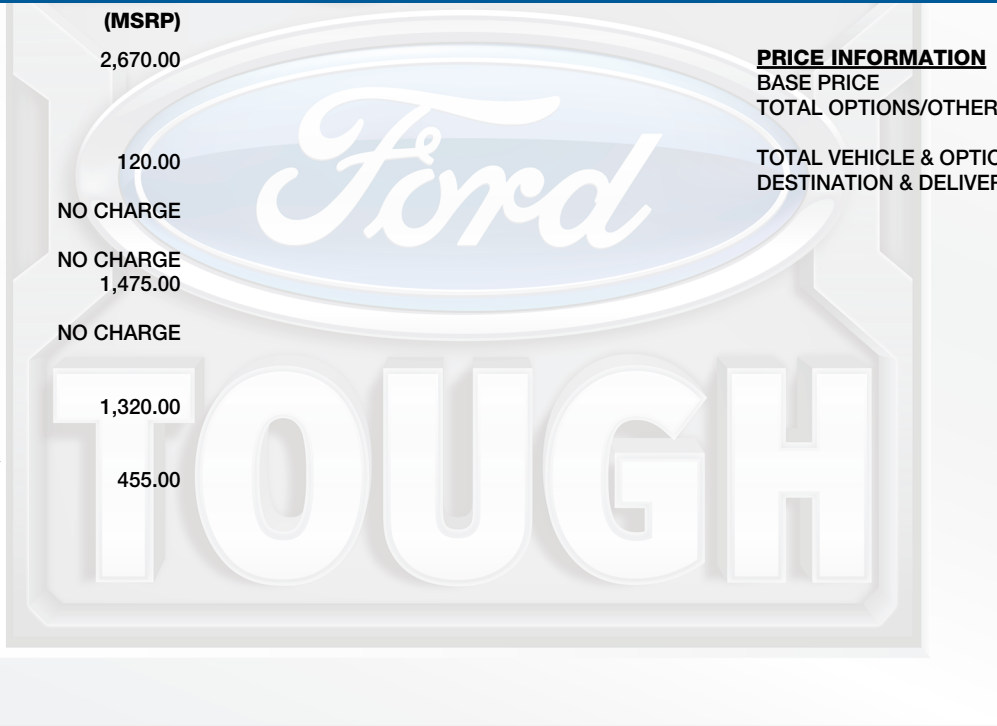 (MSRP)
2,670.00
120.00
NO CHARGE
NO CHARGE
1,475.00
NO CHARGE
1,320.00
455.00
PRICE INFORMATION
BASE PRICE
TOTAL OPTIONS/OTHER
TOTAL VEHICLE & OPTIO
DESTINATION & DELIVER
Ford
TOUGH